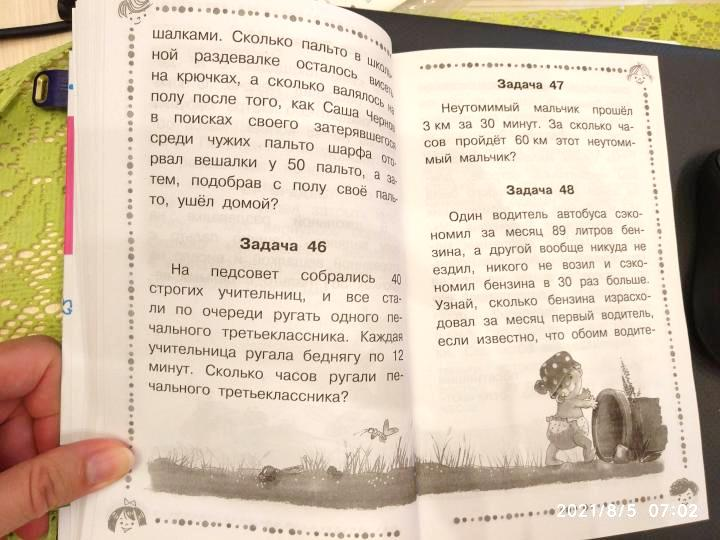 шалками. Сколько пальто в школь-
ной раздевалке осталось висеть
на крючках, а сколько валялось на
полу после того, как Саша Чернов
в поисках своего затерявшегося
среди чужих пальто шарфа ото-
рвал вешалки у 50 пальто, а за-
тем, подобрав с полу своё паль-
то, ушёл домой?
Задача 46
На педсовет собрались 40
строгих учительниц, и все ста-
ли по очереди ругать одного пе-
чального третьеклассника. Каждая
учительница ругала беднягу по 12
минут. Сколько часов ругали пе-
чального третьеклассника?
Задача 47
Неутомимый мальчик прошёл
3 км за 30 минут. За сколько ча-
сов пройдёт 60 км этот неутоми-
мый мальчик?
Задача 48
Один водитель автобуса сэко-
номил за месяц 89 литров бен-
зина, а другой вообще никуда не
ездил, никого не возил и сэко-
номил бензина в 30 раз больше.
Узнай, сколько бензина израсхо-
довал за месяц первый водитель,
если известно, что обоим водите-
2021/8/5 07:02